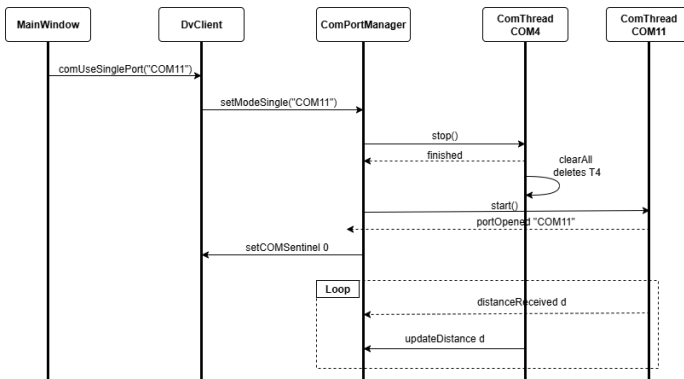 MainWindow
DvClient
ComPortManager
ComThread
COM4
ComThread
COM11
comUseSinglePort("COM11")
setModeSingle("COM11")
stop()
finished
clearAll
deletes T4
start()
portOpened "COM11"
setCOMSentinel 0
Loop
distanceReceived d
updateDistance d